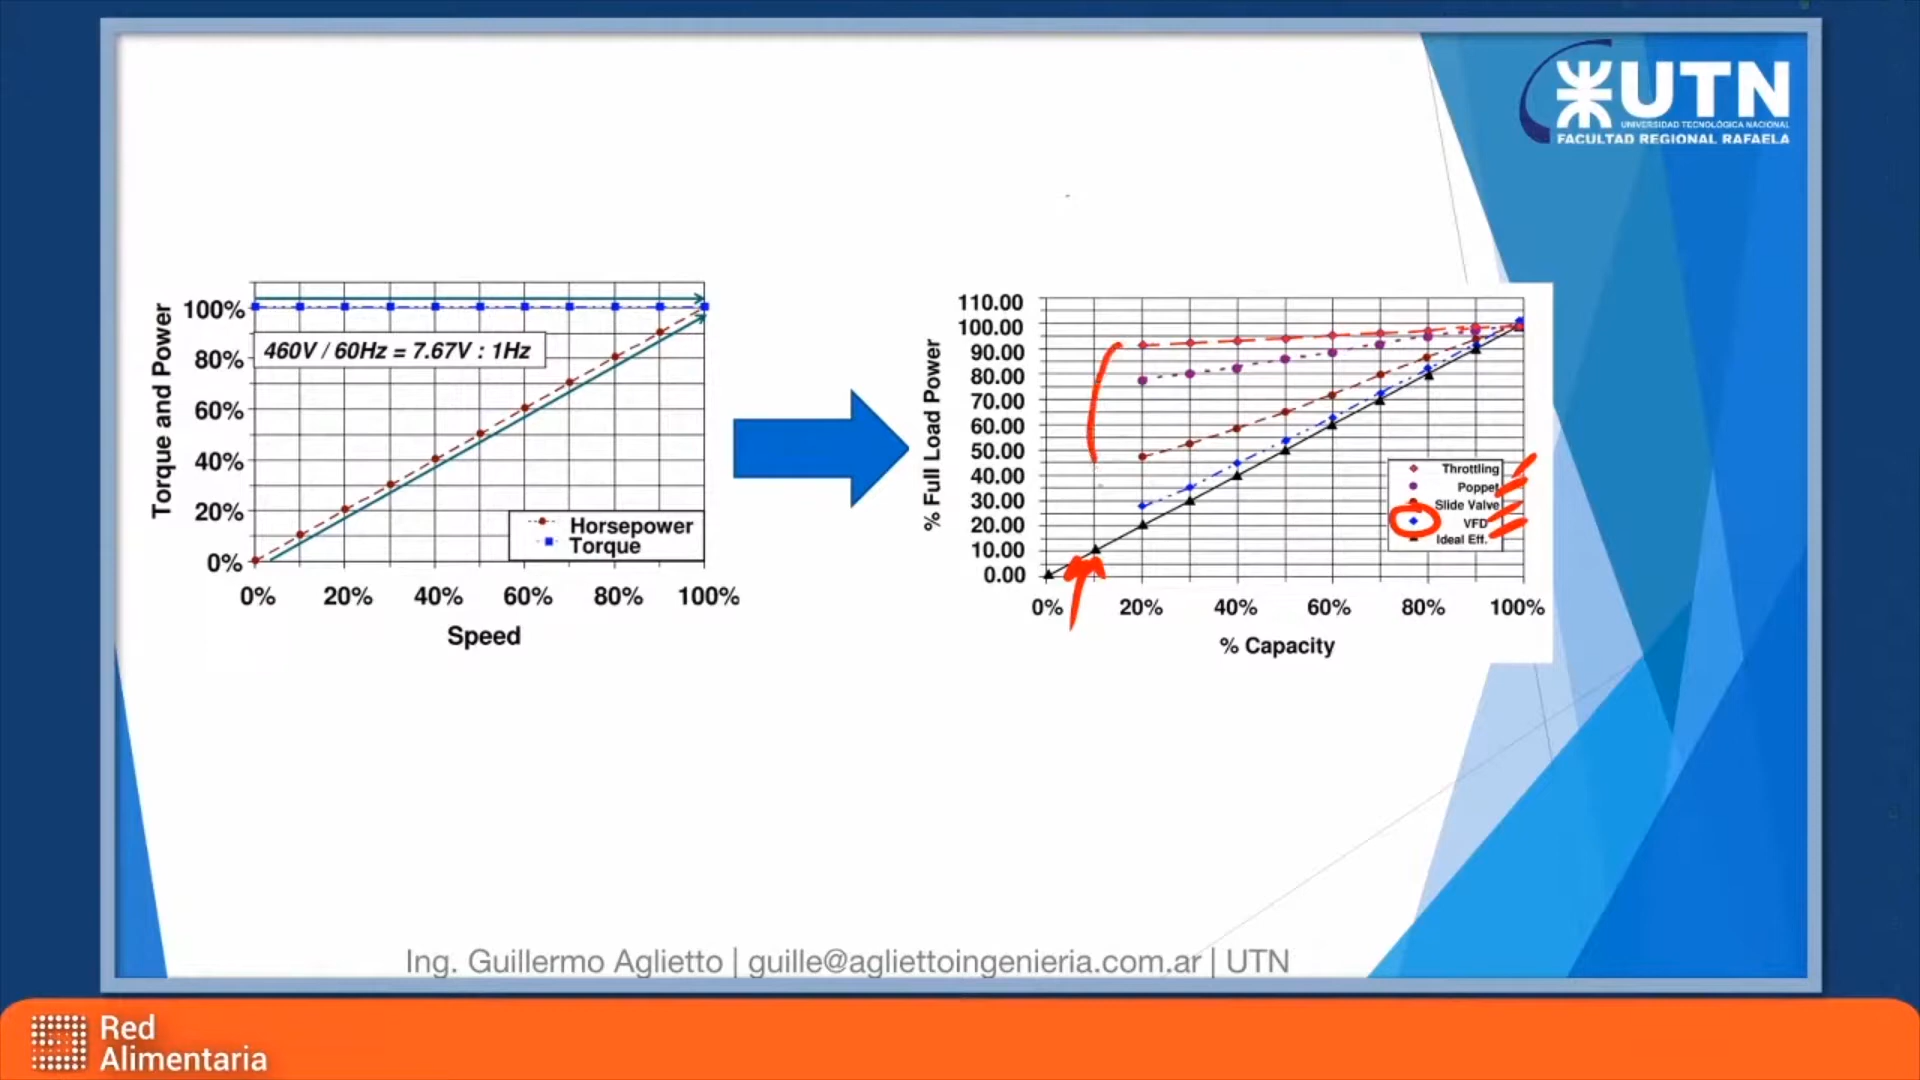 UTN
UNIVERSIDAD TECNOLÓGICA NACIONAL
FACULTAD REGIONAL RAFAELA
Torque and Power
100%
80%
60%
40%
20%
0%
460V / 60Hz = 7.67V : 1Hz
Horsepower
Torque
0% 20% 40% 60% 80% 100%
Speed
% Full Load Power
110.00
100.00
90.00
80.00
70.00
60.00
50.00
40.00
30.00
20.00
10.00
0.00
Throttling
Poppet
Slide Valve
VFD
Ideal Eff.
0% 20% 40% 60% 80% 100%
% Capacity
Ing. Guillermo Aglietto | guille@agliettoingenieria.com.ar | UTN
Red
Alimentaria